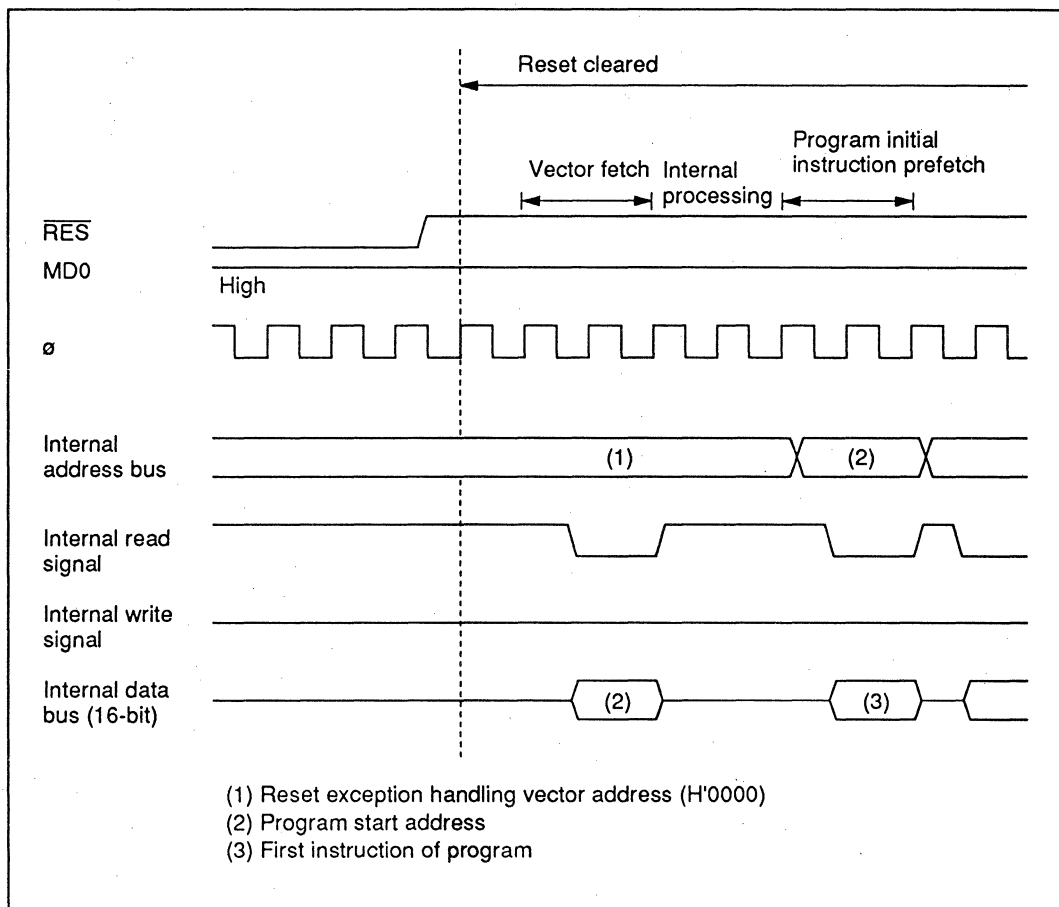 Reset cleared
Program initial
instruction prefetch
Vector fetch
Internal
processing
RES
MD0
High
ø
Internal
address bus
(1)
(2)
Internal read
signal
Internal write
signal
Internal data
bus (16-bit)
(2)
(3)
(1) Reset exception handling vector address (H'0000)
(2) Program start address
(3) First instruction of program